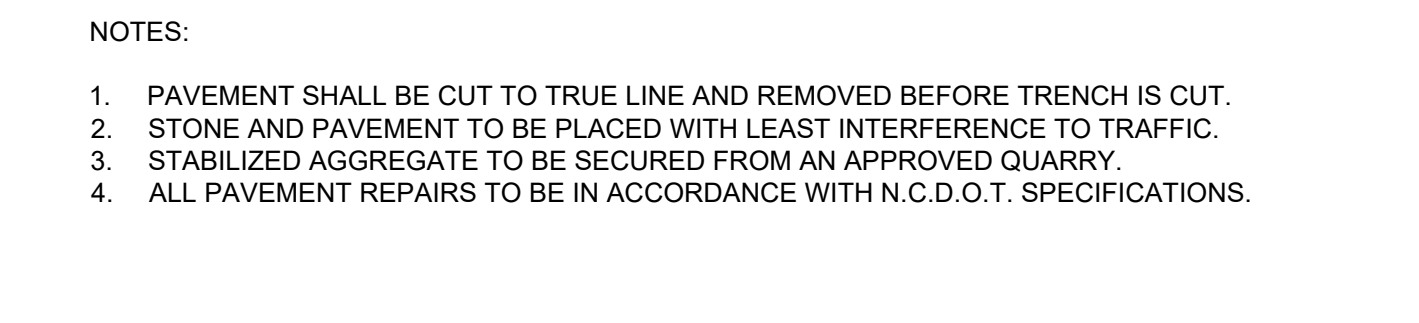 NOTES:
1. PAVEMENT SHALL BE CUT TO TRUE LINE AND REMOVED BEFORE TRENCH IS CUT.
2. STONE AND PAVEMENT TO BE PLACED WITH LEAST INTERFERENCE TO TRAFFIC.
3. STABILIZED AGGREGATE TO BE SECURED FROM AN APPROVED QUARRY.
4. ALL PAVEMENT REPAIRS TO BE IN ACCORDANCE WITH N.C.D.O.T. SPECIFICATIONS.